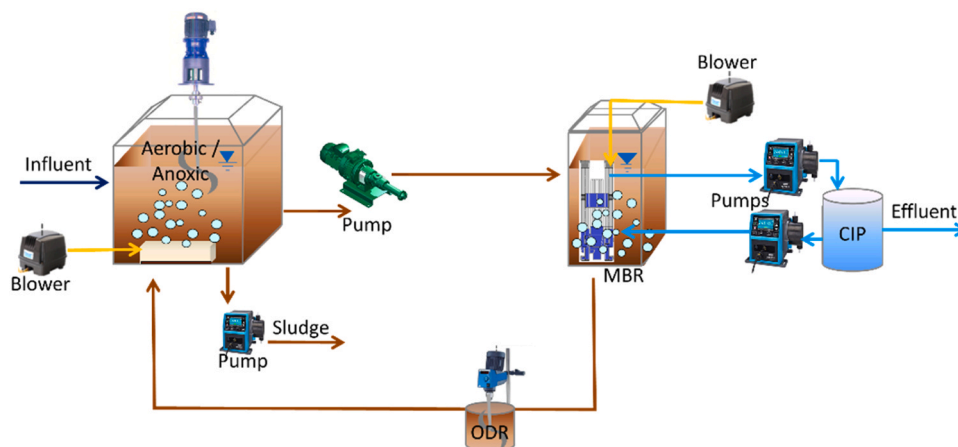 Blower
Aerobic /
Anoxic
Influent
Pump
Pumps
Effluent
CIP
MBR
Blower
Sludge
Pump
ODR